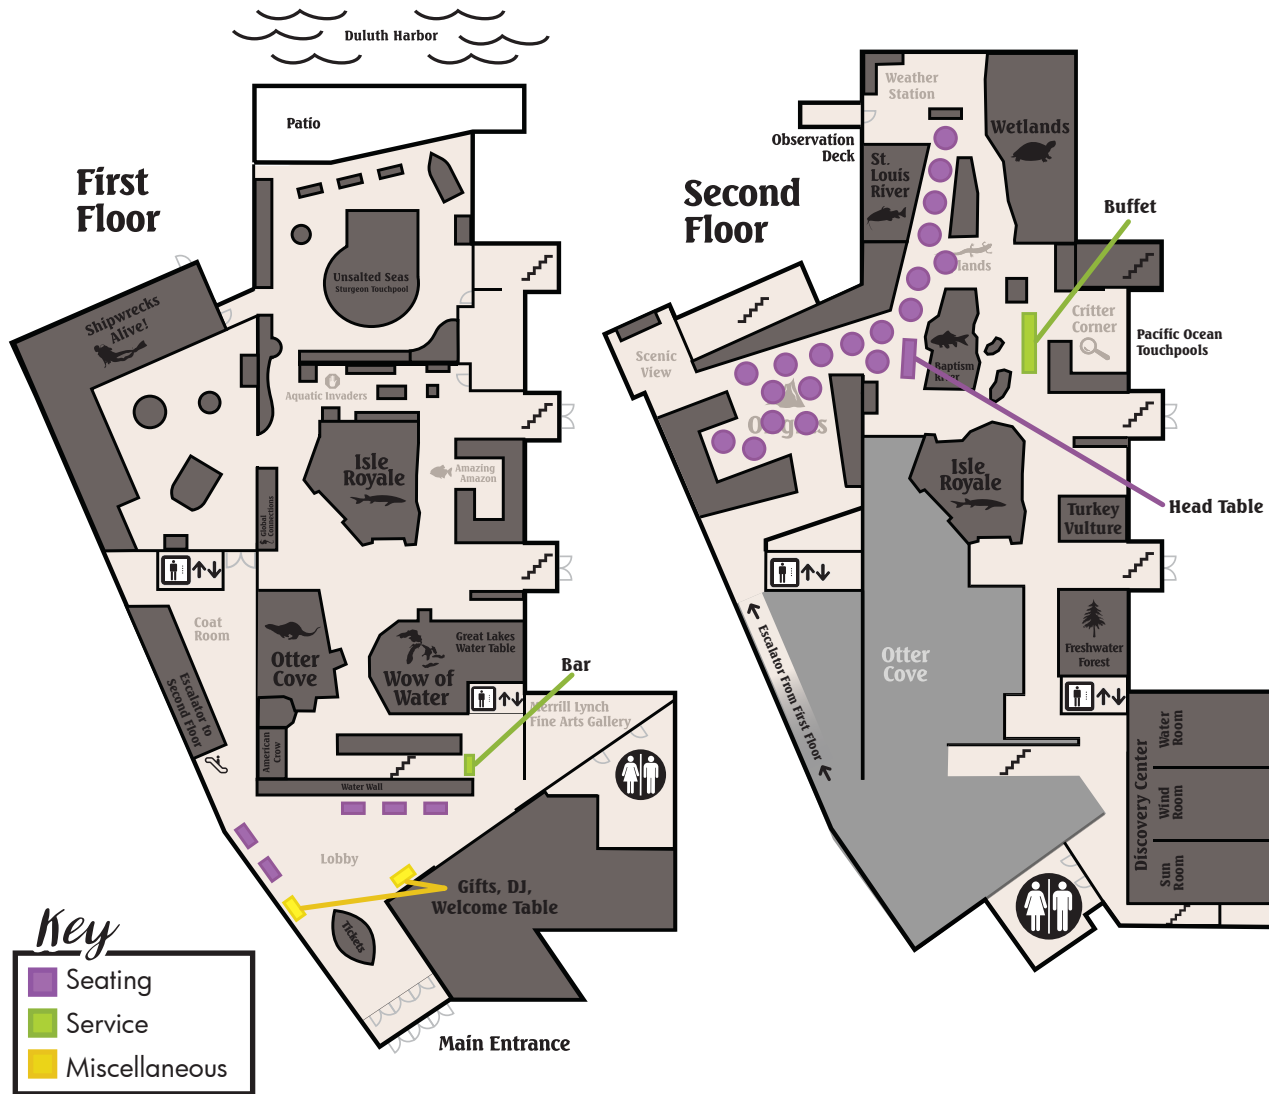 Duluth Harbor
Patio
First
Floor
Unsalted Seas
Sturgeon Touchpool
Shipwrecks
Alive!
Aquatic Invaders
Isle
Royale
Amazing
Amazon
Global
Connections
Coat
Room
Otter
Cove
Great Lakes
Water Table
Wow of
Water
Bar
Merrill Lynch
Fine Arts Gallery
Escalator to
Second Floor
American
Crow
Water Wall
Lobby
Gifts, DJ,
Welcome Table
Tickets
Main Entrance
Key
Seating
Service
Miscellaneous
Second
Floor
Weather
Station
Observation
Deck
Wetlands
St.
Louis
River
Buffet
lands
Critter
Corner
Pacific Ocean
Touchpools
Scenic
View
Baptism
River
Head Table
Isle
Royale
Turkey
Vulture
Escalator From First Floor
Otter
Cove
Freshwater
Forest
Discovery Center
Water
Room
Wind
Room
Sun
Room